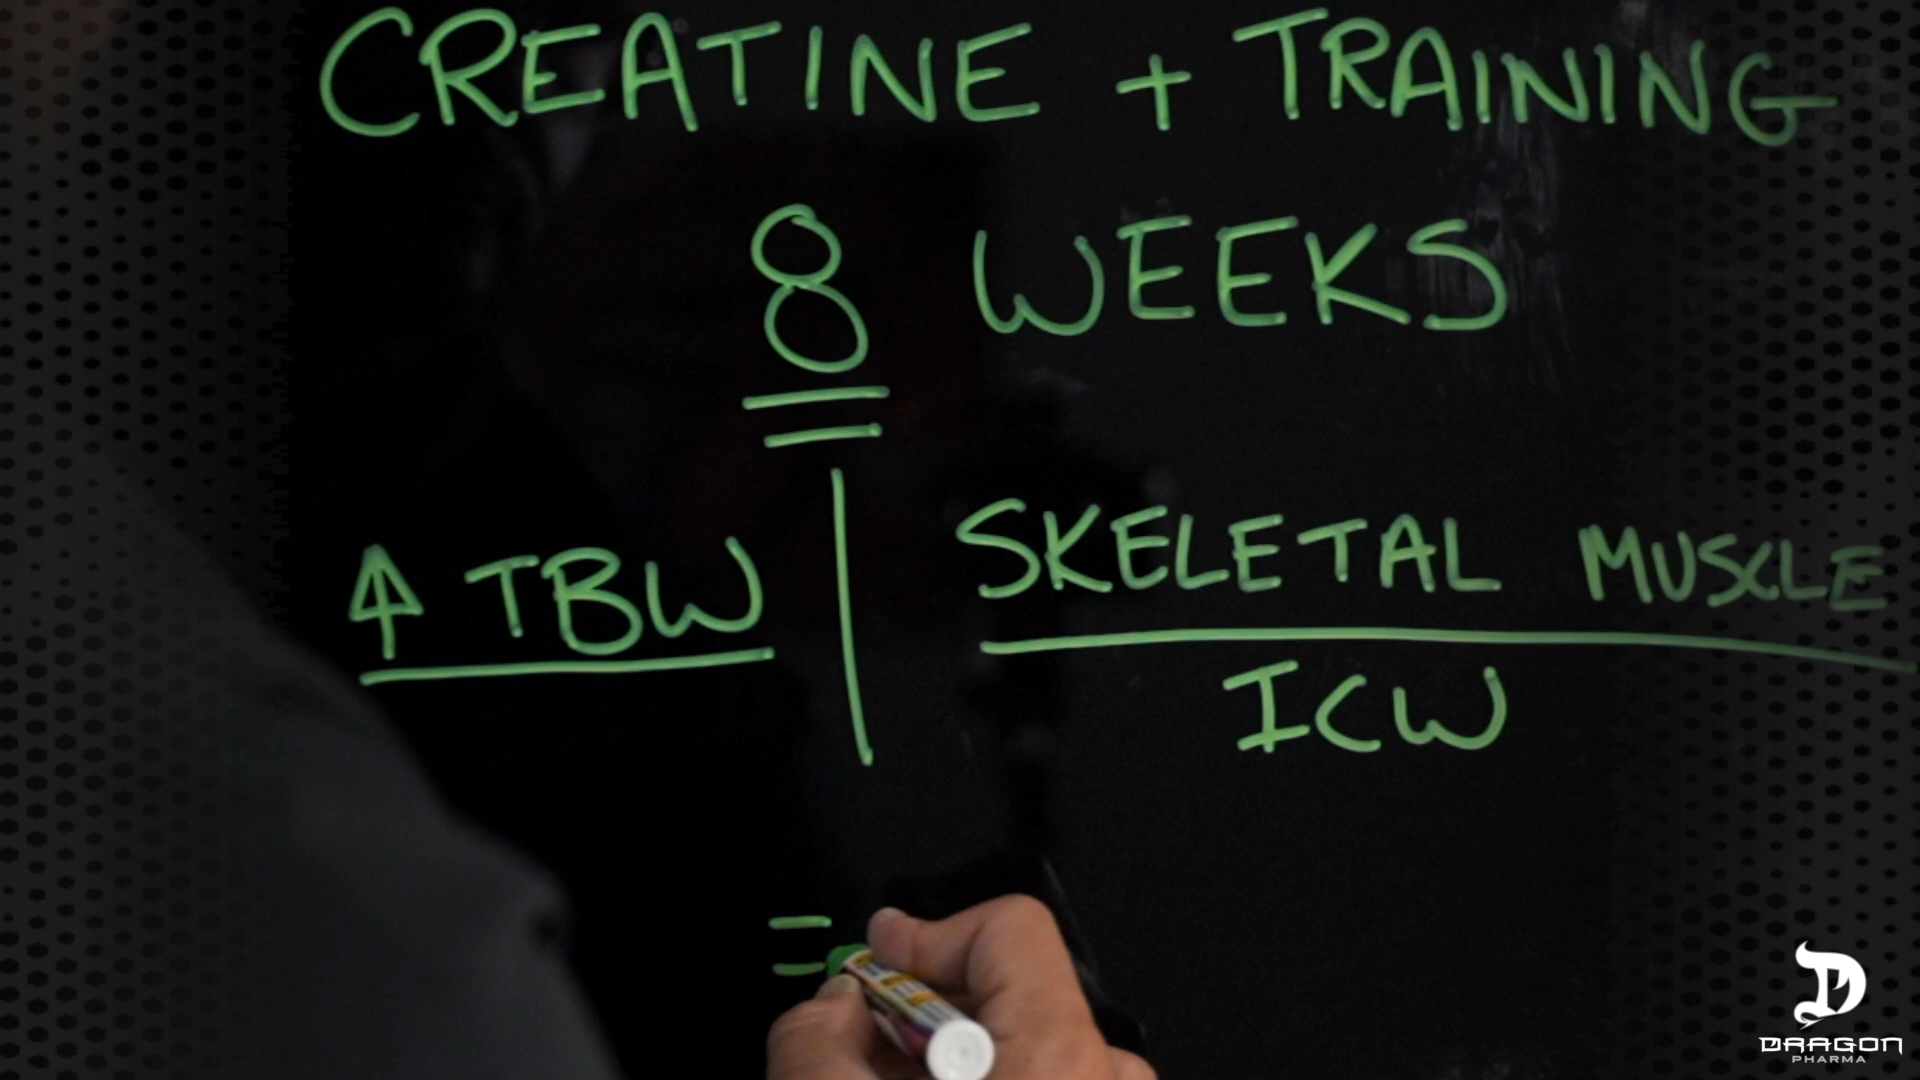 CREATINE + TRAINING
8 WEEKS
↑ TBW
SKELETAL MUSCLE
ICW
=
DRAGON
PHARMA